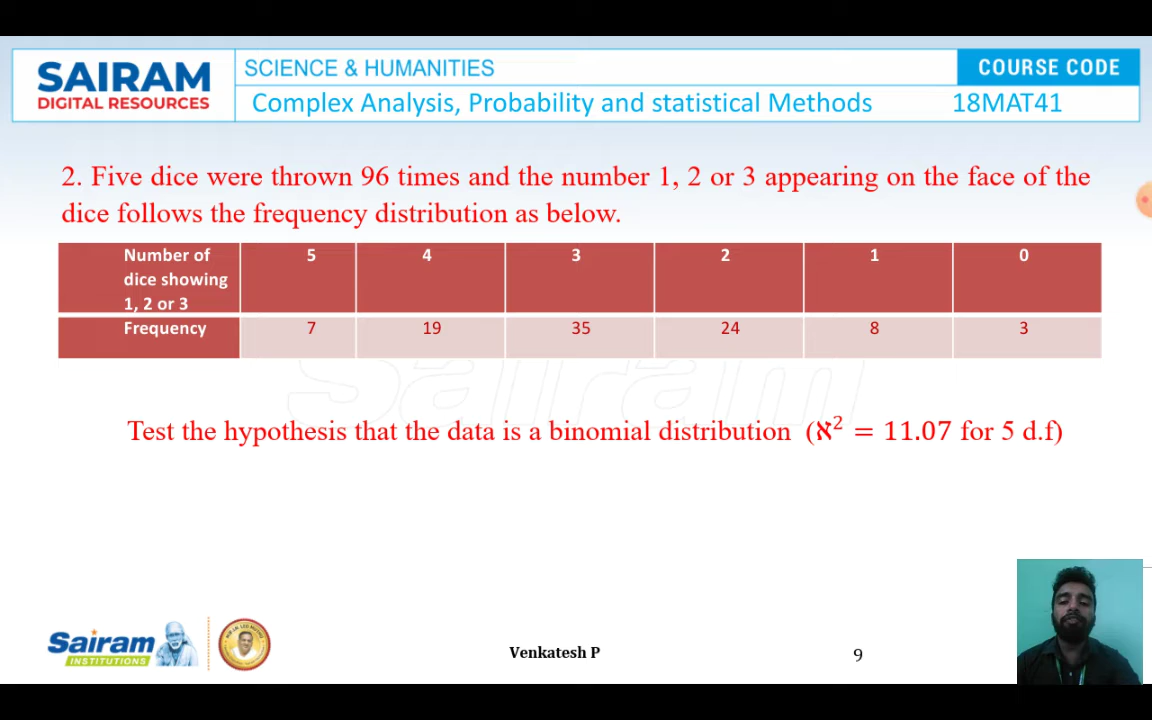 SAIRAM
DIGITAL RESOURCES
SCIENCE & HUMANITIES
COURSE CODE
Complex Analysis, Probability and statistical Methods 18MAT41
2. Five dice were thrown 96 times and the number 1, 2 or 3 appearing on the face of the
dice follows the frequency distribution as below.
Number of
dice showing
1, 2 or 3
5 4 3 2 1 0
Frequency 7 19 35 24 8 3
Sairam
Test the hypothesis that the data is a binomial distribution (ℵ² = 11.07 for 5 d.f)
Sairam
INSTITUTIONS
Venkatesh P
9